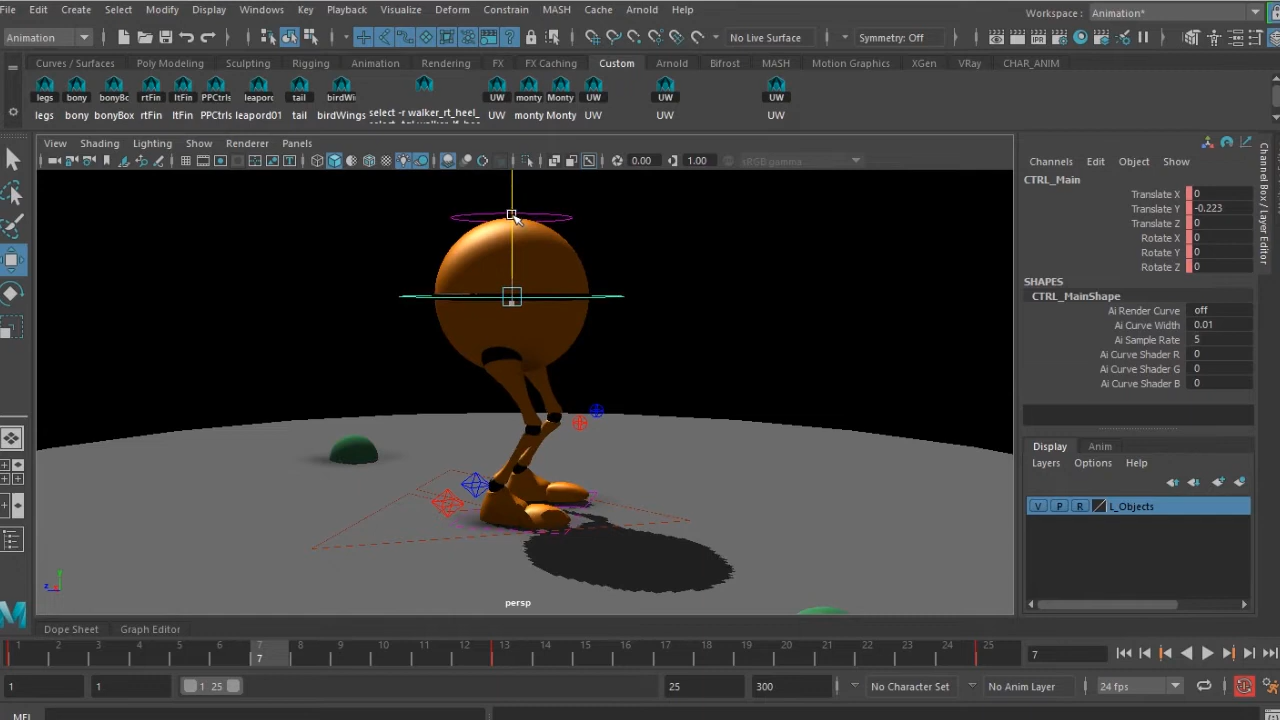 File Edit Create Select Modify Display Windows Key Playback Visualize Deform Constrain MASH Cache Arnold Help
Workspace : Animation*
Animation No Live Surface Symmetry: Off
Curves / Surfaces Poly Modeling Sculpting Rigging Animation Rendering FX FX Caching Custom Arnold Bifrost MASH Motion Graphics XGen VRay CHAR_ANIM
legs bony bonyBc rtFin ltFin PPCtrls leaporc tail birdWi UW monty Monty UW UW UW
legs bony bonyBox rtFin ltFin PPCtrls leapord01 tail birdWings select -r walker_rt_heel_ UW monty Monty UW UW UW
View Shading Lighting Show Renderer Panels
0.00 1.00 sRGB gamma
Channels Edit Object Show
CTRL_Main
Translate X 0
Translate Y -0.223
Translate Z 0
Rotate X 0
Rotate Y 0
Rotate Z 0
SHAPES
CTRL_MainShape
Ai Render Curve off
Ai Curve Width 0.01
Ai Sample Rate 5
Ai Curve Shader R 0
Ai Curve Shader G 0
Ai Curve Shader B 0
Channel Box / Layer Editor
Display Anim
Layers Options Help
V P R L_Objects
persp
Dope Sheet Graph Editor
1 2 3 4 5 6 7 8 9 10 11 12 13 14 15 16 17 18 19 20 21 22 23 24 25
7 7
1 1 1 25 25 300 No Character Set No Anim Layer 24 fps
MEL